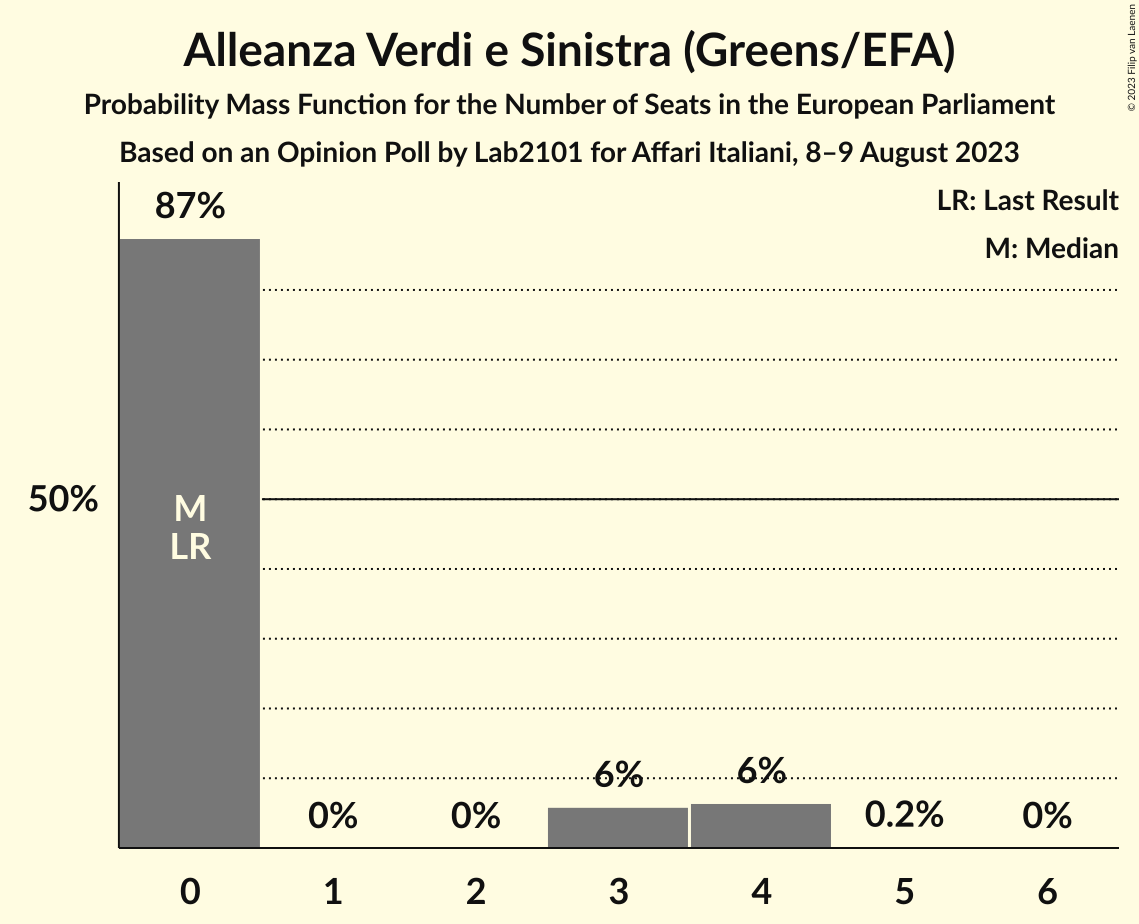 Alleanza Verdi e Sinistra (Greens/EFA)
Probability Mass Function for the Number of Seats in the European Parliament
Based on an Opinion Poll by Lab2101 for Affari Italiani, 8–9 August 2023
© 2023 Filip van Laenen
LR: Last Result
M: Median
87%
50%
M
LR
0%
0%
6%
6%
0.2%
0%
0
1
2
3
4
5
6